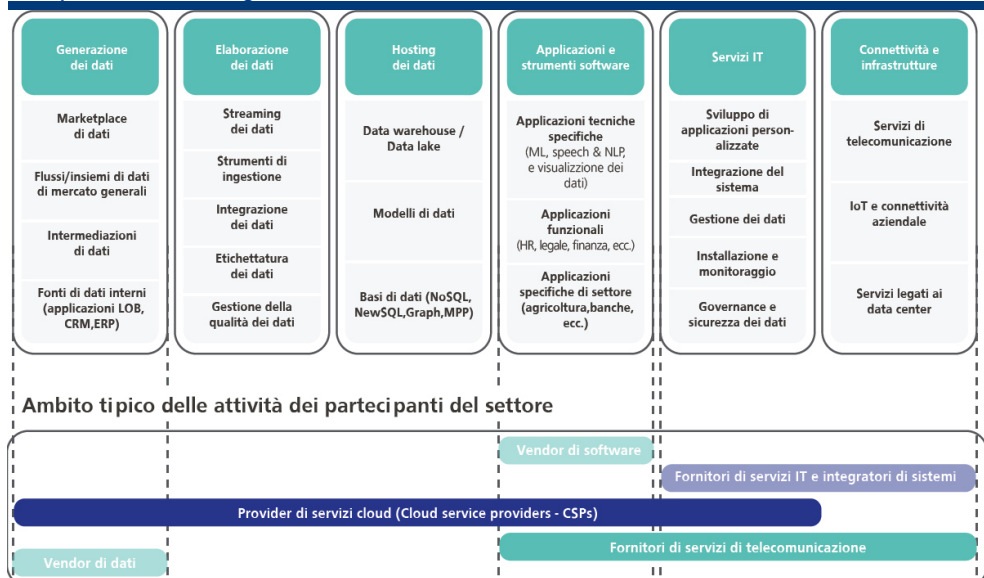 Generazione
dei dati
Elaborazione
dei dati
Hosting
dei dati
Applicazioni e
strumenti software
Servizi IT
Connettività e
infrastrutture
Marketplace
di dati
Flussi/insiemi di dati
di mercato generali
Intermediazioni
di dati
Fonti di dati interni
(applicazioni LOB,
CRM,ERP)
Streaming
dei dati
Strumenti di
ingestione
Integrazione
dei dati
Etichettatura
dei dati
Gestione della
qualità dei dati
Data warehouse /
Data lake
Modelli di dati
Basi di dati (NoSQL,
NewSQL,Graph,MPP)
Applicazioni tecniche
specifiche
(ML, speech & NLP,
e visualizzione dei
dati)
Applicazioni
funzionali
(HR, legale, finanza, ecc.)
Applicazioni
specifiche di settore
(agricoltura,banche,
ecc.)
Sviluppo di
applicazioni person-
alizzate
Integrazione del
sistema
Gestione dei dati
Installazione e
monitoraggio
Governance e
sicurezza dei dati
Servizi di
telecomunicazione
IoT e connettività
aziendale
Servizi legati ai
data center
Ambito tipico delle attività dei partecipanti del settore
Vendor di software
Fornitori di servizi IT e integratori di sistemi
Provider di servizi cloud (Cloud service providers - CSPs)
Fornitori di servizi di telecomunicazione
Vendor di dati